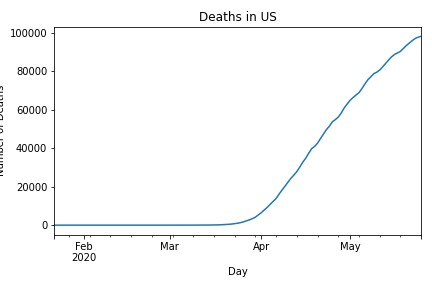 Deaths in US
100000
80000
60000
40000
20000
0
Number of Deaths
Feb
2020
Mar
Apr
May
Day